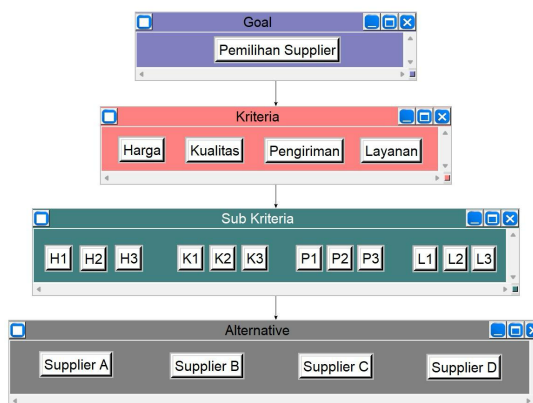 Goal
Pemilihan Supplier
Kriteria
Harga Kualitas Pengiriman Layanan
Sub Kriteria
H1 H2 H3 K1 K2 K3 P1 P2 P3 L1 L2 L3
Alternative
Supplier A Supplier B Supplier C Supplier D